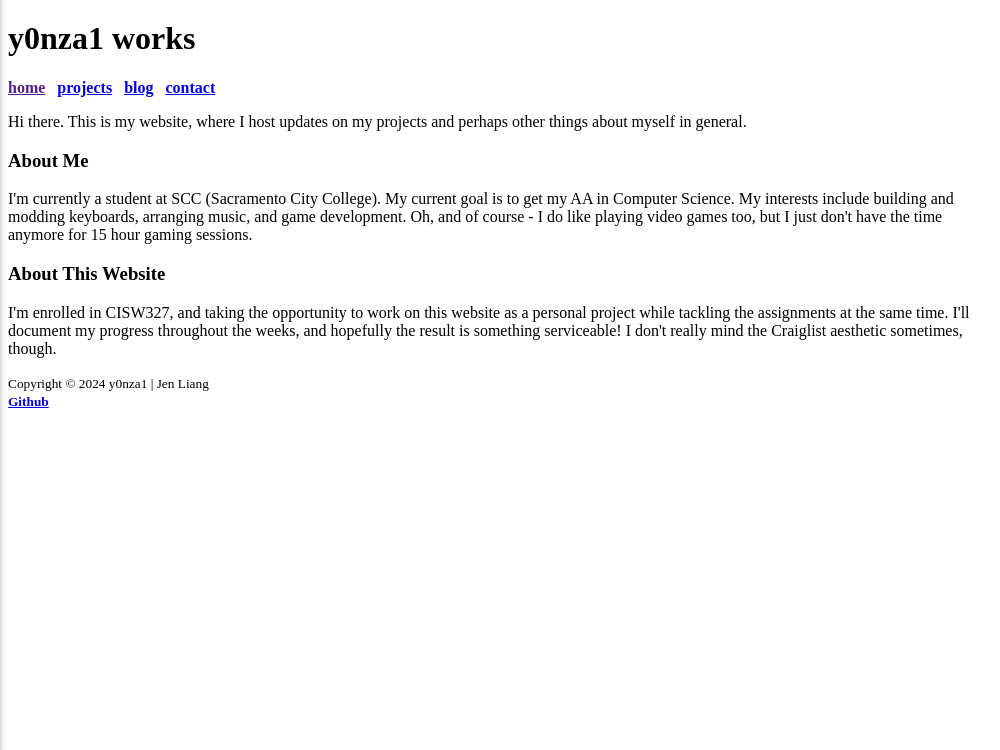 y0nza1 works
home projects blog contact
Hi there. This is my website, where I host updates on my projects and perhaps other things about myself in general.
About Me
I'm currently a student at SCC (Sacramento City College). My current goal is to get my AA in Computer Science. My interests include building and
modding keyboards, arranging music, and game development. Oh, and of course - I do like playing video games too, but I just don't have the time
anymore for 15 hour gaming sessions.
About This Website
I'm enrolled in CISW327, and taking the opportunity to work on this website as a personal project while tackling the assignments at the same time. I'll
document my progress throughout the weeks, and hopefully the result is something serviceable! I don't really mind the Craiglist aesthetic sometimes,
though.
Copyright © 2024 y0nza1 | Jen Liang
Github